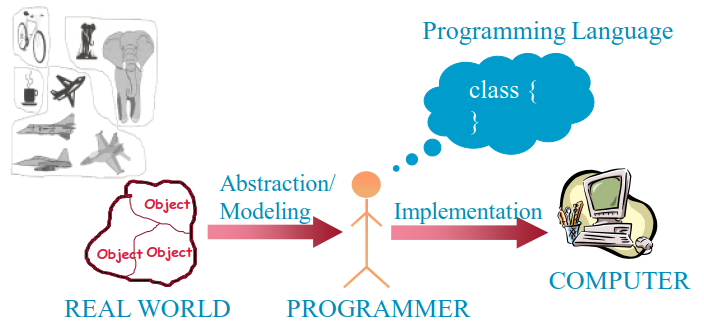 Programming Language
class {
}
Abstraction/
Modeling
Implementation
Object
Object Object
REAL WORLD
PROGRAMMER
COMPUTER